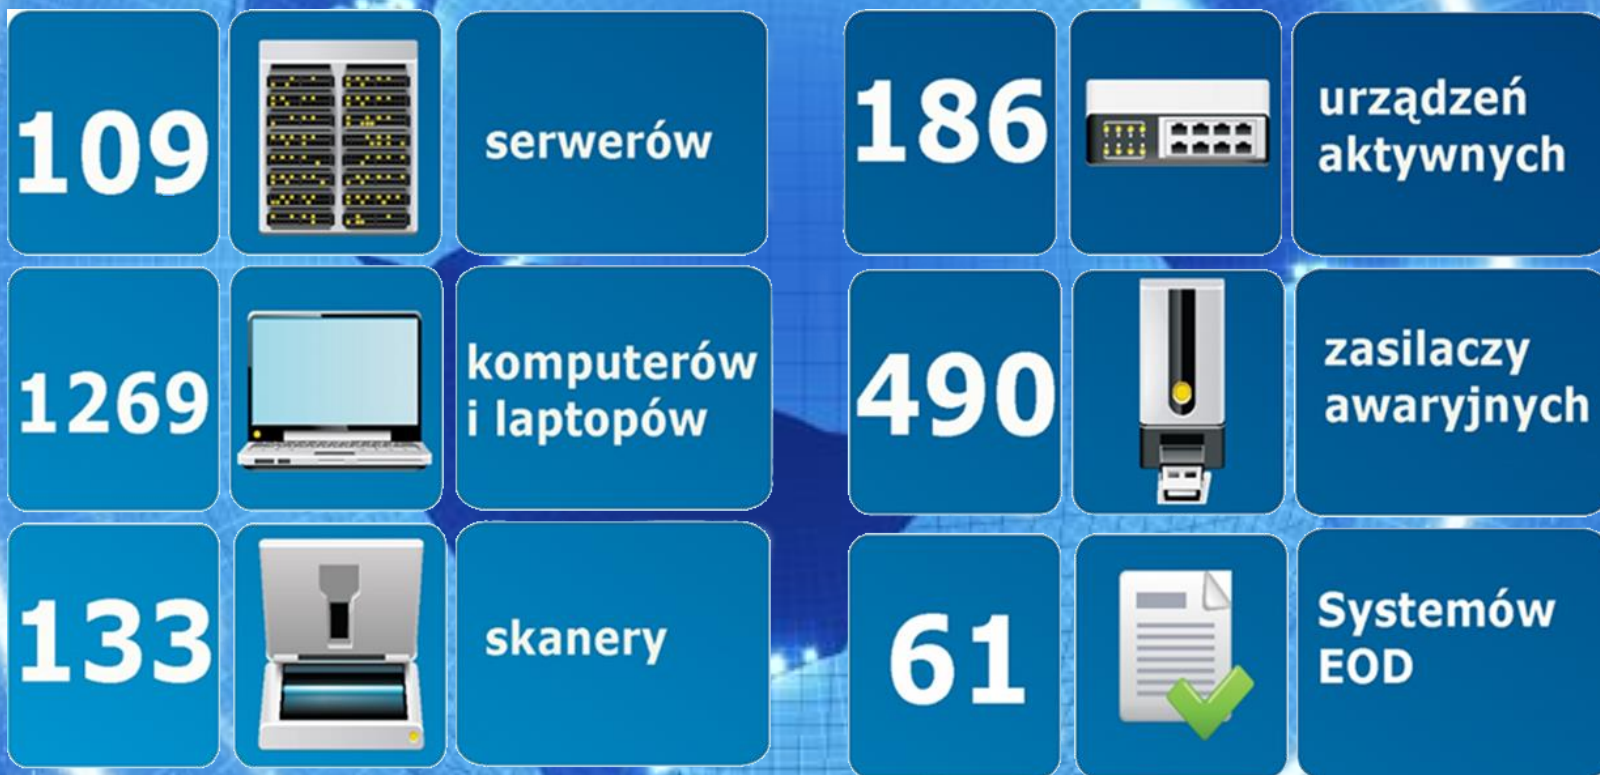 109
serwerów
186
urządzeń
aktywnych
1269
komputerów
i laptopów
490
zasilaczy
awaryjnych
133
skanery
61
Systemów
EOD